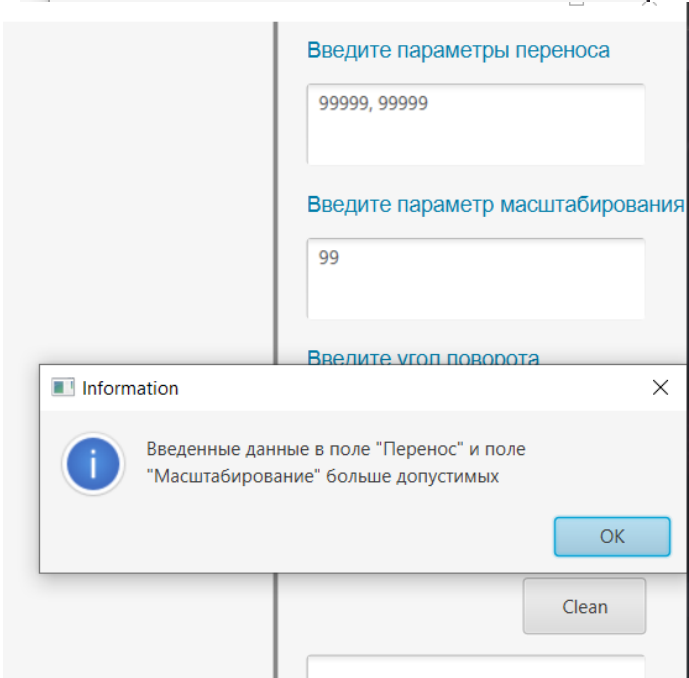 Введите параметры переноса
99999, 99999
Введите параметр масштабирования
99
Введите угол поворота
Information
Введенные данные в поле "Перенос" и поле
"Масштабирование" больше допустимых
OK
Clean